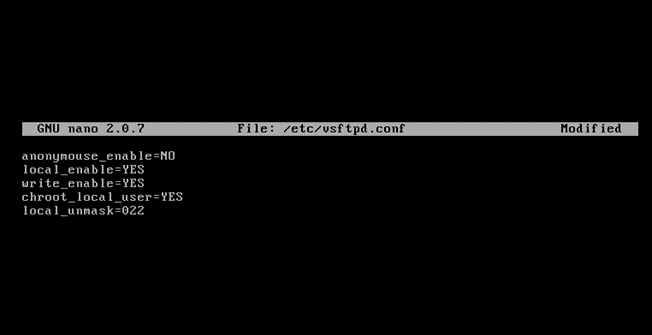 GNU nano 2.0.7 File: /etc/vsftpd.conf Modified
anonymouse_enable=NO
local_enable=YES
write_enable=YES
chroot_local_user=YES
local_unmask=022